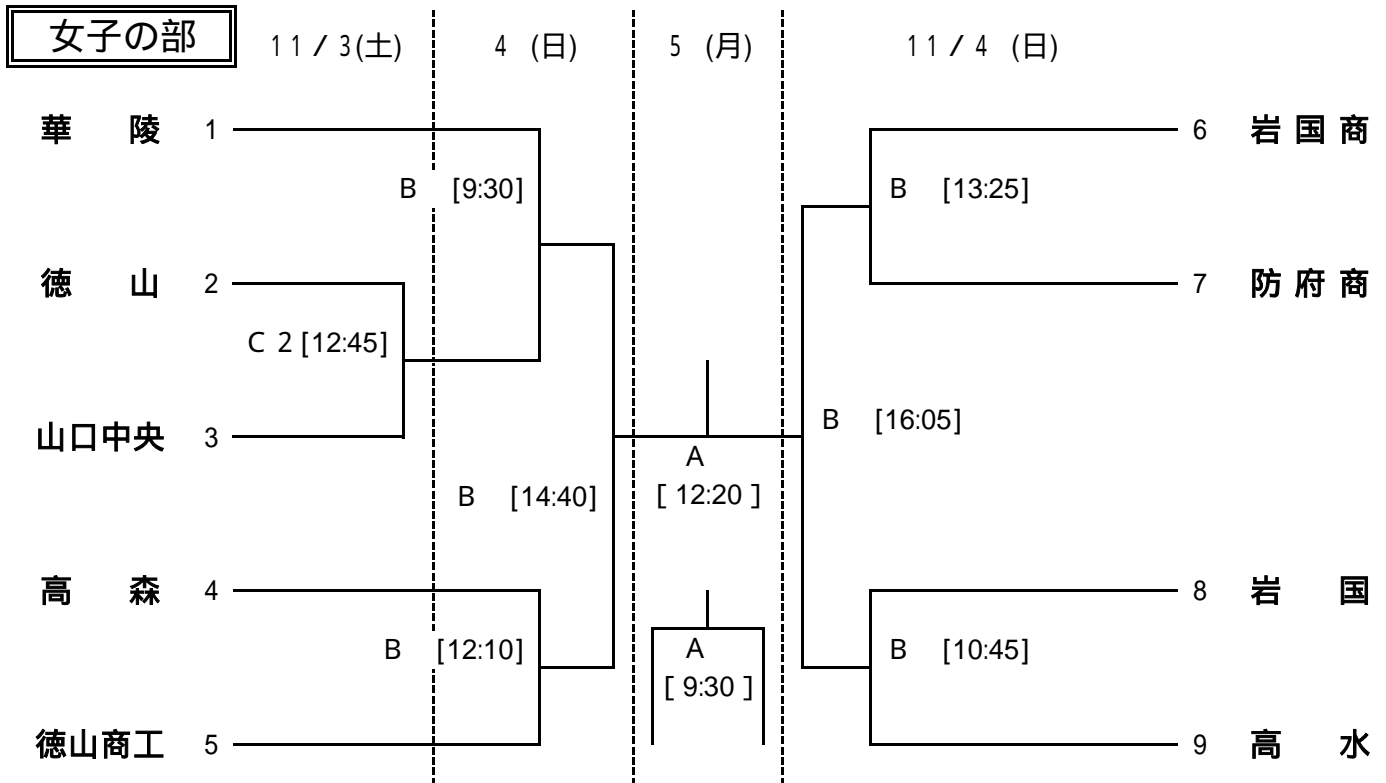 女子の部 11/3(土) 4 (日) 5 (月) 11/4 (日)
華 陵 1 6 岩国商
B [9:30] B [13:25]
徳 山 2 7 防府商
C 2 [12:45]
B [16:05]
山口中央 3
A
B [14:40] [ 12:20 ]
高 森 4 8 岩 国
B [12:10] A B [10:45]
[ 9:30 ]
徳山商工 5 9 高 水